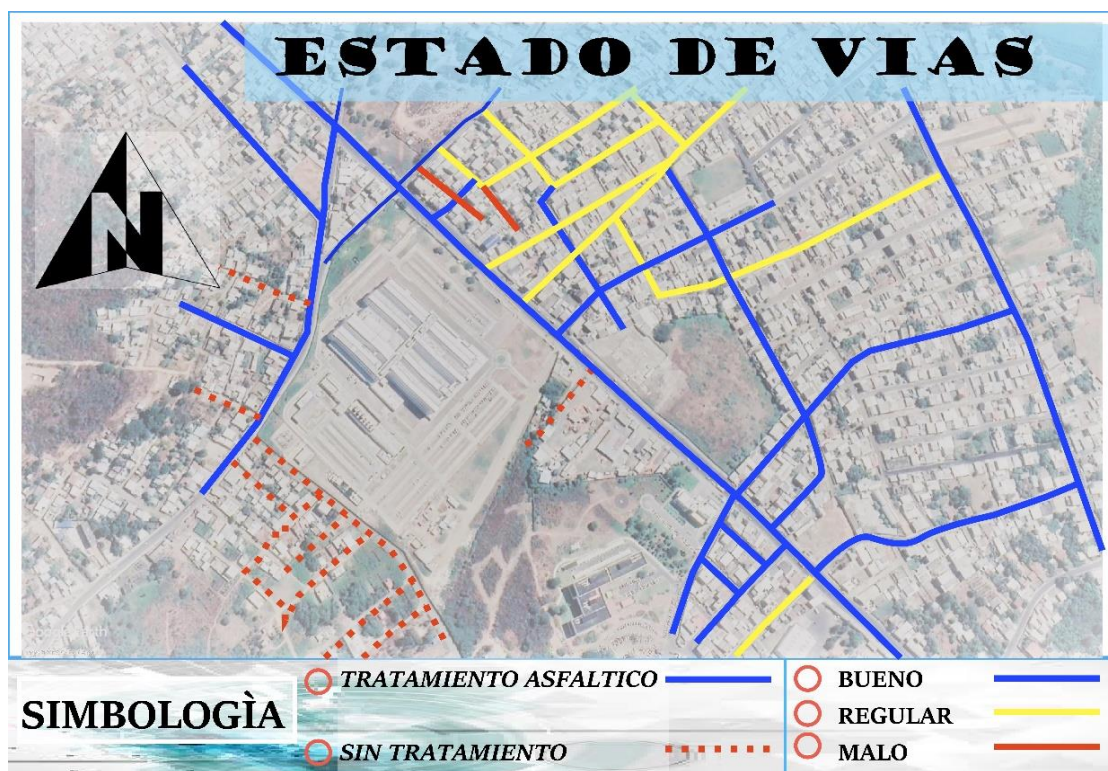 ESTADO DE VIAS
N
SIMBOLOGÌA
TRATAMIENTO ASFALTICO
SIN TRATAMIENTO
BUENO
REGULAR
MALO